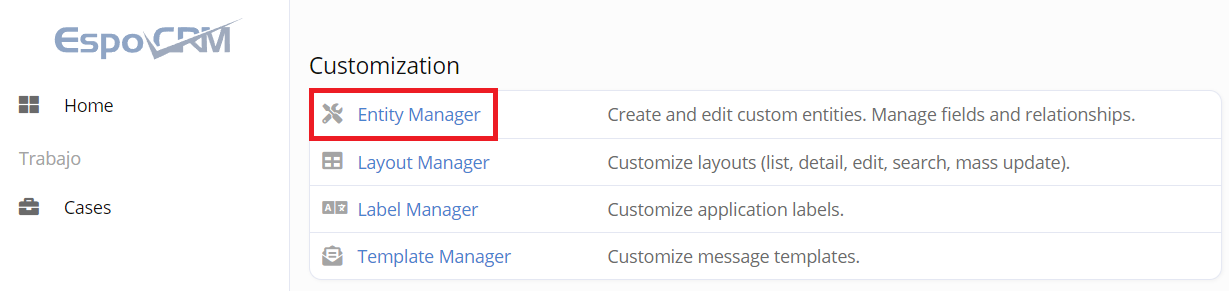 EspoCRM
Home
Trabajo
Cases
Customization
Entity Manager Create and edit custom entities. Manage fields and relationships.
Layout Manager Customize layouts (list, detail, edit, search, mass update).
Label Manager Customize application labels.
Template Manager Customize message templates.